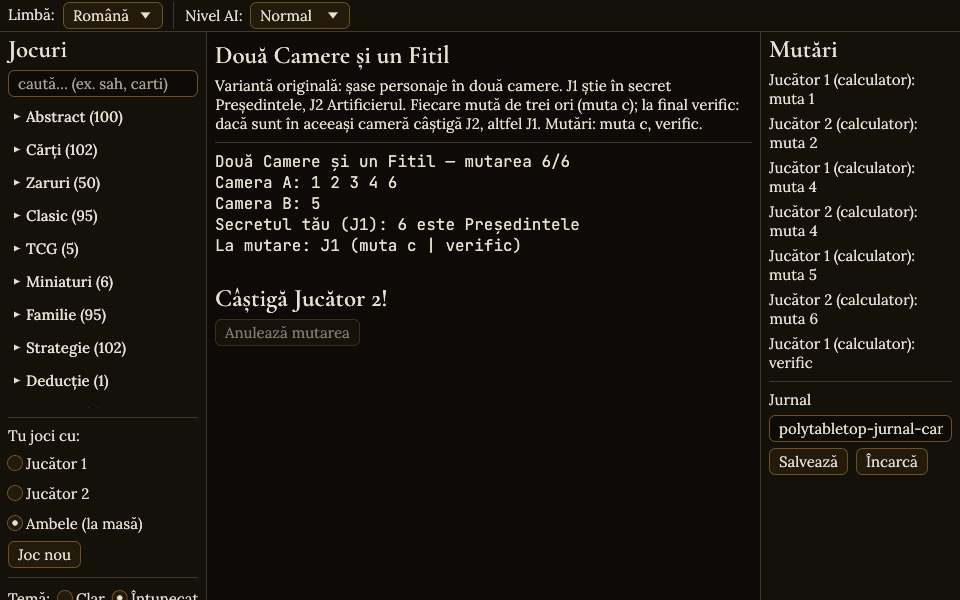 Limbă:
Română
Nivel AI:
Normal
Jocuri
caută... (ex. sah, carti)
Abstract (100)
Cărți (102)
Zaruri (50)
Clasic (95)
TCG (5)
Miniaturi (6)
Familie (95)
Strategie (102)
Deducție (1)
Tu joci cu:
Jucător 1
Jucător 2
Ambele (la masă)
Joc nou
Temă: Clar Întunecat
Două Camere și un Fitil
Variantă originală: șase personaje în două camere. J1 știe în secret
Președintele, J2 Artificierul. Fiecare mută de trei ori (muta c); la final verific:
dacă sunt în aceeași cameră câștigă J2, altfel J1. Mutări: muta c, verific.
Două Camere și un Fitil — mutarea 6/6
Camera A: 1 2 3 4 6
Camera B: 5
Secretul tău (J1): 6 este Președintele
La mutare: J1 (muta c | verific)
Câștigă Jucător 2!
Anulează mutarea
Mutări
Jucător 1 (calculator):
muta 1
Jucător 2 (calculator):
muta 2
Jucător 1 (calculator):
muta 4
Jucător 2 (calculator):
muta 4
Jucător 1 (calculator):
muta 5
Jucător 2 (calculator):
muta 6
Jucător 1 (calculator):
verific
Jurnal
polytabletop-jurnal-car
Salvează
Încarcă